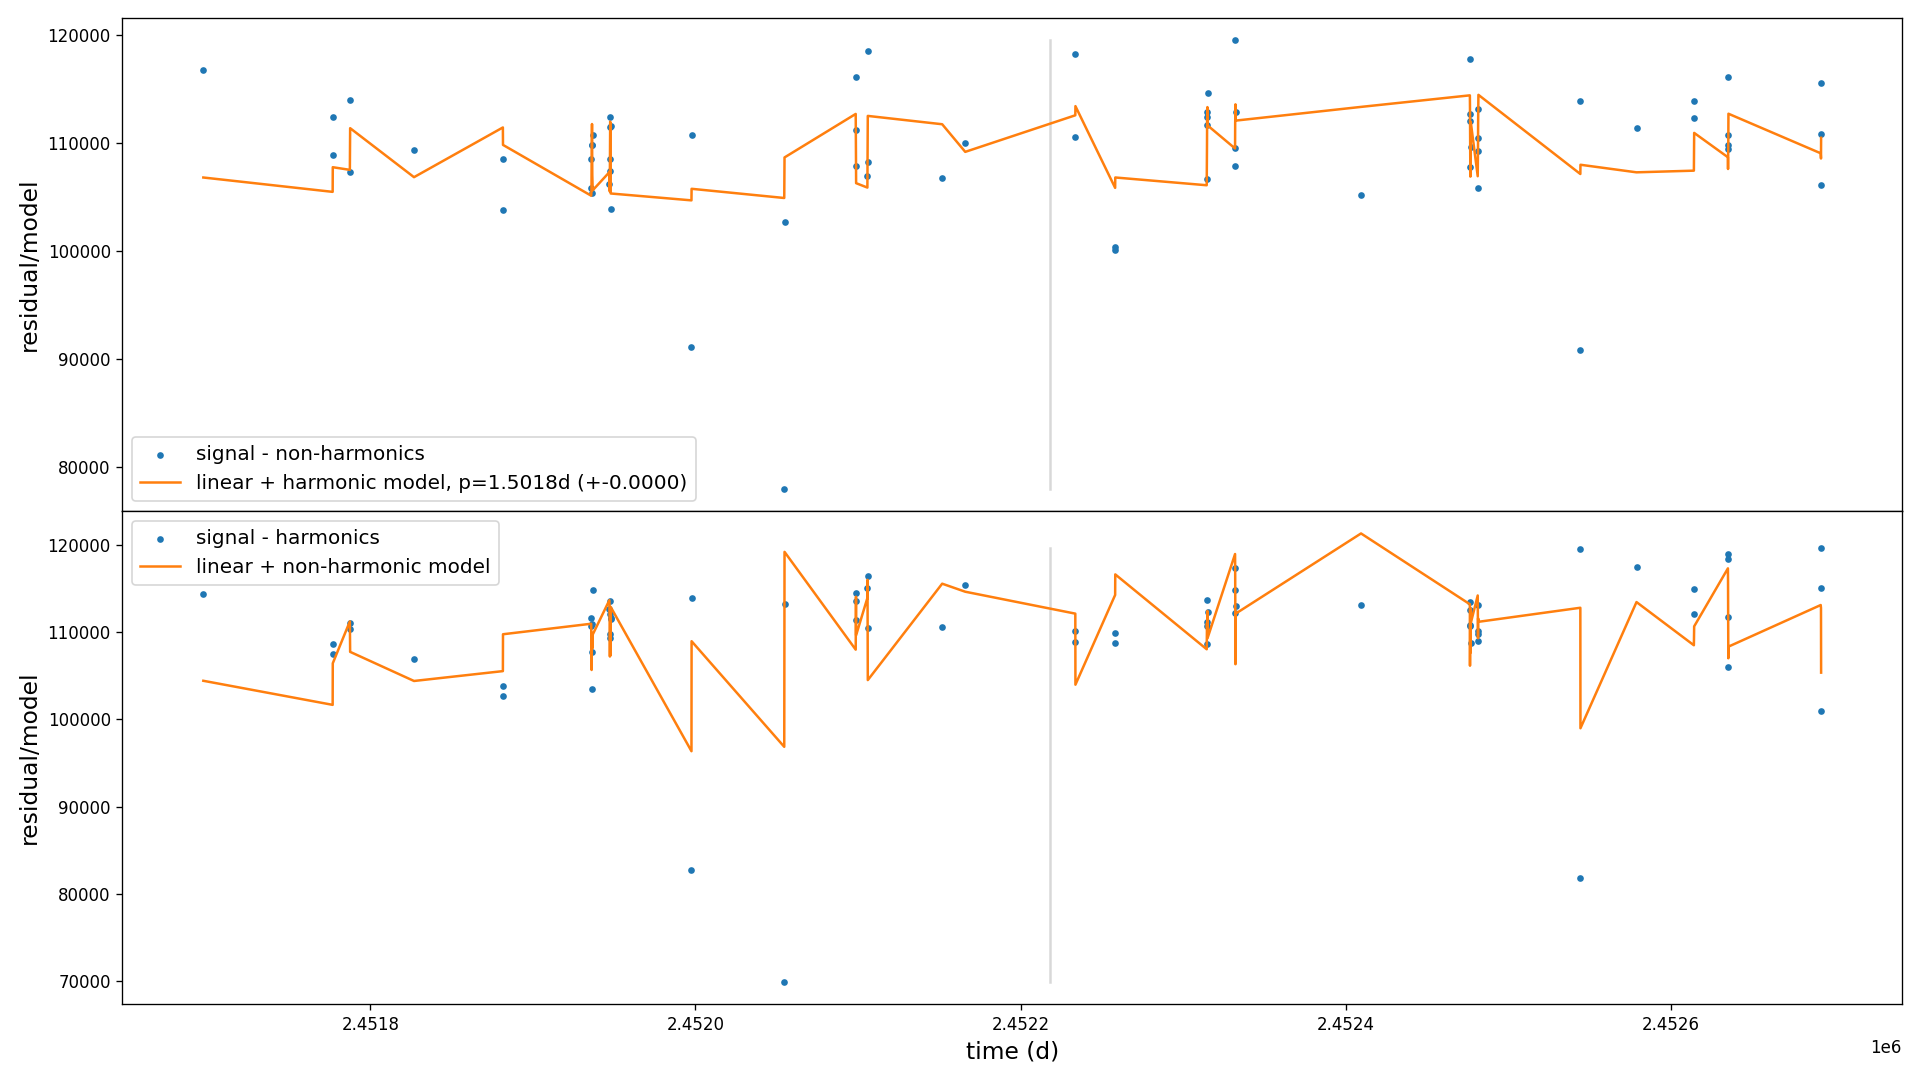 120000
110000
100000
90000
80000
residual/model
signal - non-harmonics
linear + harmonic model, p=1.5018d (+-0.0000)
signal - harmonics
linear + non-harmonic model
120000
110000
100000
90000
80000
70000
residual/model
2.4518
2.4520
2.4522
2.4524
2.4526
time (d)
1e6